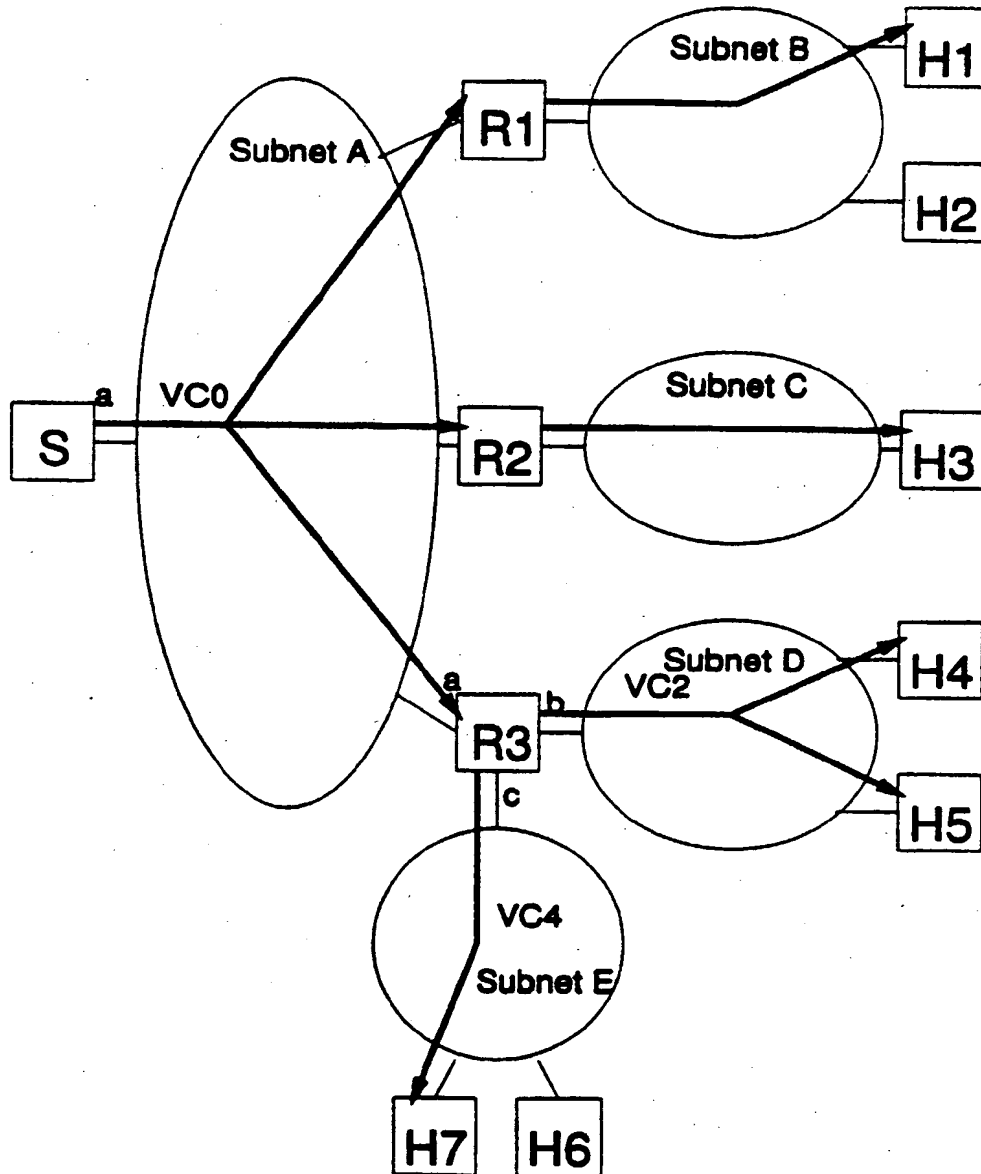 Subnet B
H1
R1
Subnet A
H2
a
VC0
Subnet C
S
R2
H3
Subnet D
a
VC2
H4
b
R3
c
H5
VC4
Subnet E
H7
H6